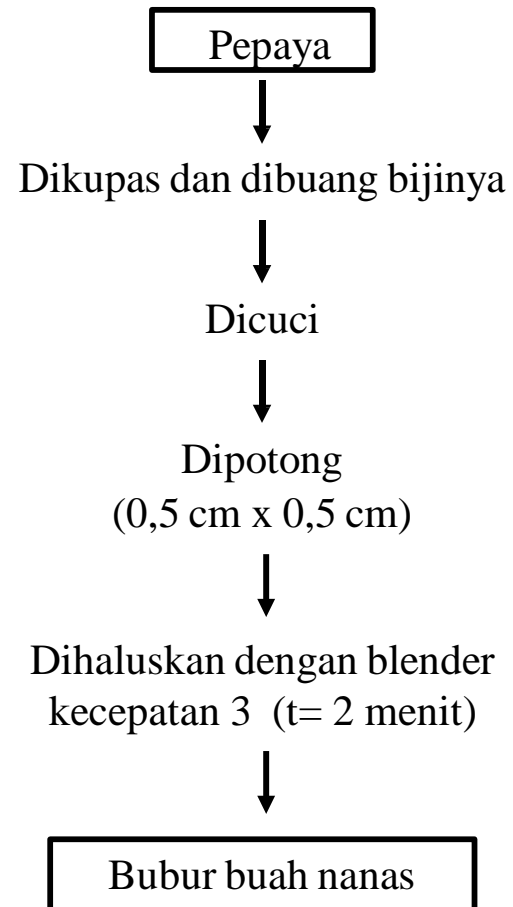 Pepaya
Dikupas dan dibuang bijinya
Dicuci
Dipotong
(0,5 cm x 0,5 cm)
Dihaluskan dengan blender
kecepatan 3 (t= 2 menit)
Bubur buah nanas